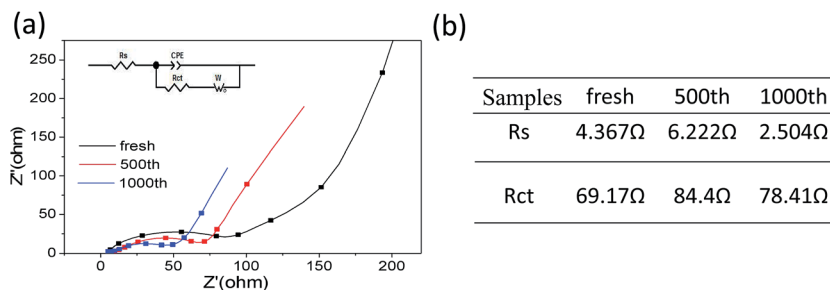 (a)
Z"(ohm)
250
200
150
100
50
0
0 50 100 150 200
Z'(ohm)
Rs CPE
Rct W
o
fresh
500th
1000th
(b)
Samples fresh 500th 1000th
Rs 4.367Ω 6.222Ω 2.504Ω
Rct 69.17Ω 84.4Ω 78.41Ω